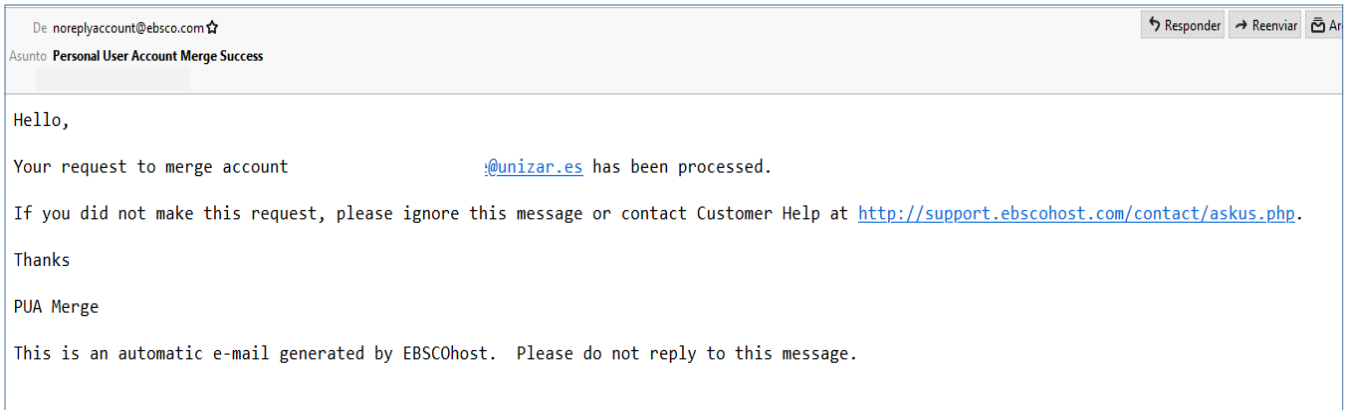 De noreplyaccount@ebsco.com
Responder Reenviar
Asunto Personal User Account Merge Success
Hello,
Your request to merge account @unizar.es has been processed.
If you did not make this request, please ignore this message or contact Customer Help at http://support.ebscohost.com/contact/askus.php.
Thanks
PUA Merge
This is an automatic e-mail generated by EBSCOhost.  Please do not reply to this message.